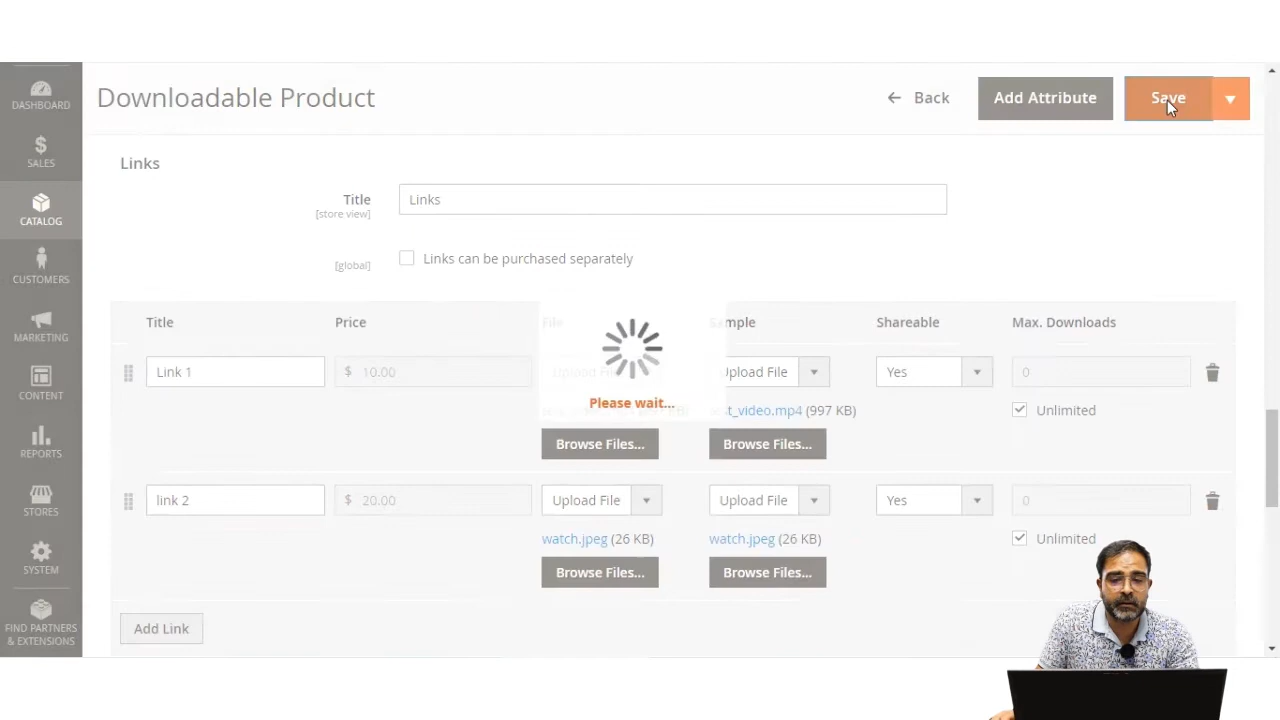 Downloadable Product
Back
Add Attribute
Save
DASHBOARD
SALES
CATALOG
CUSTOMERS
MARKETING
CONTENT
REPORTS
STORES
SYSTEM
FIND PARTNERS
& EXTENSIONS
Links
Title
[store view]
Links
[global]
Links can be purchased separately
Title Price File Sample Shareable Max. Downloads
Link 1 $ 10.00 Upload File Upload File Yes 0
Please wait...
(997 KB)
Unlimited
Browse Files... Browse Files...
link 2 $ 20.00 Upload File Upload File Yes 0
watch.jpeg (26 KB) watch.jpeg (26 KB) Unlimited
Browse Files... Browse Files...
Add Link